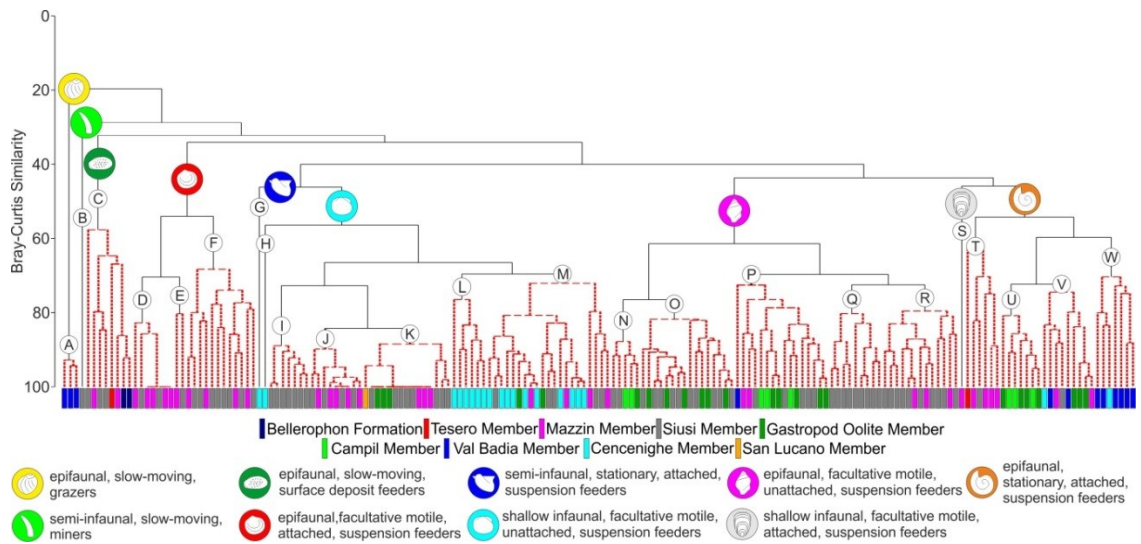 0
20
40
60
80
100
Bray-Curtis Similarity
A
B
C
D
E
F
G
H
I
J
K
L
M
N
O
P
Q
R
S
T
U
V
W
Bellerophon Formation Tesero Member Mazzin Member Siusi Member Gastropod Oolite Member
Campil Member Val Badia Member Cencenighe Member San Lucano Member
epifaunal, slow-moving,
grazers
epifaunal, slow-moving,
surface deposit feeders
semi-infaunal, stationary, attached,
suspension feeders
epifaunal, facultative motile,
unattached, suspension feeders
epifaunal,
stationary, attached,
suspension feeders
semi-infaunal, slow-moving,
miners
epifaunal,facultative motile,
attached, suspension feeders
shallow infaunal, facultative motile,
unattached, suspension feeders
shallow infaunal, facultative motile,
attached, suspension feeders